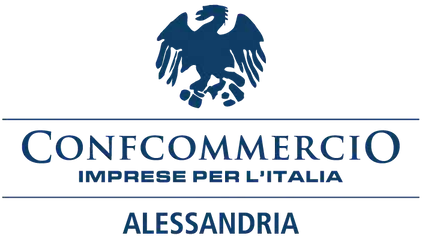 CONFCOMMERCIO
IMPRESE PER L'ITALIA
ALESSANDRIA